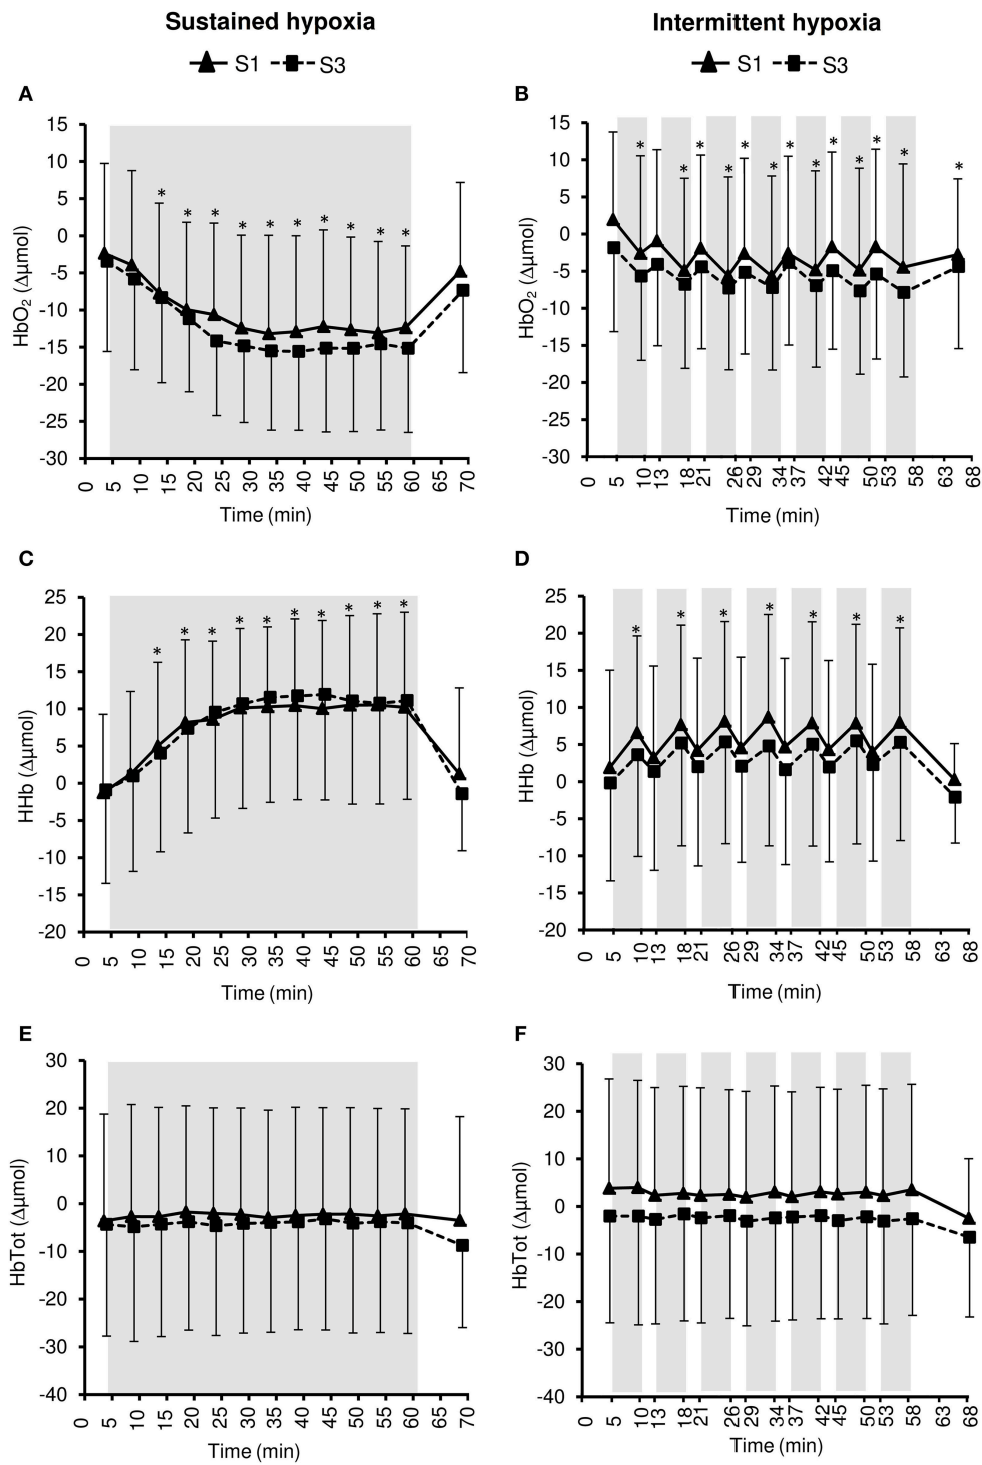 Sustained hypoxia
S1 S3
Intermittent hypoxia
S1 S3
A
HbO2 (Δµmol)
15
10
5
0
-5
-10
-15
-20
-25
-30
* * * * * * * * * *
0 5 10 15 20 25 30 35 40 45 50 55 60 65 70
Time (min)
B
HbO2 (Δµmol)
15
10
5
0
-5
-10
-15
-20
-25
-30
* * * * * * * * * * * * *
0 5 10 13 18 21 26 29 34 37 42 45 50 53 58 63 68
Time (min)
C
HHb (Δµmol)
25
20
15
10
5
0
-5
-10
-15
-20
* * * * * * * * * *
0 5 10 15 20 25 30 35 40 45 50 55 60 65 70
Time (min)
D
HHb (Δµmol)
25
20
15
10
5
0
-5
-10
-15
-20
* * * * * * *
0 5 10 13 18 21 26 29 34 37 42 45 50 53 58 63 68
Time (min)
E
HbTot (Δµmol)
30
20
10
0
-10
-20
-30
-40
0 5 10 15 20 25 30 35 40 45 50 55 60 65 70
Time (min)
F
HbTot (Δµmol)
30
20
10
0
-10
-20
-30
-40
0 5 10 13 18 21 26 29 34 37 42 45 50 53 58 63 68
Time (min)